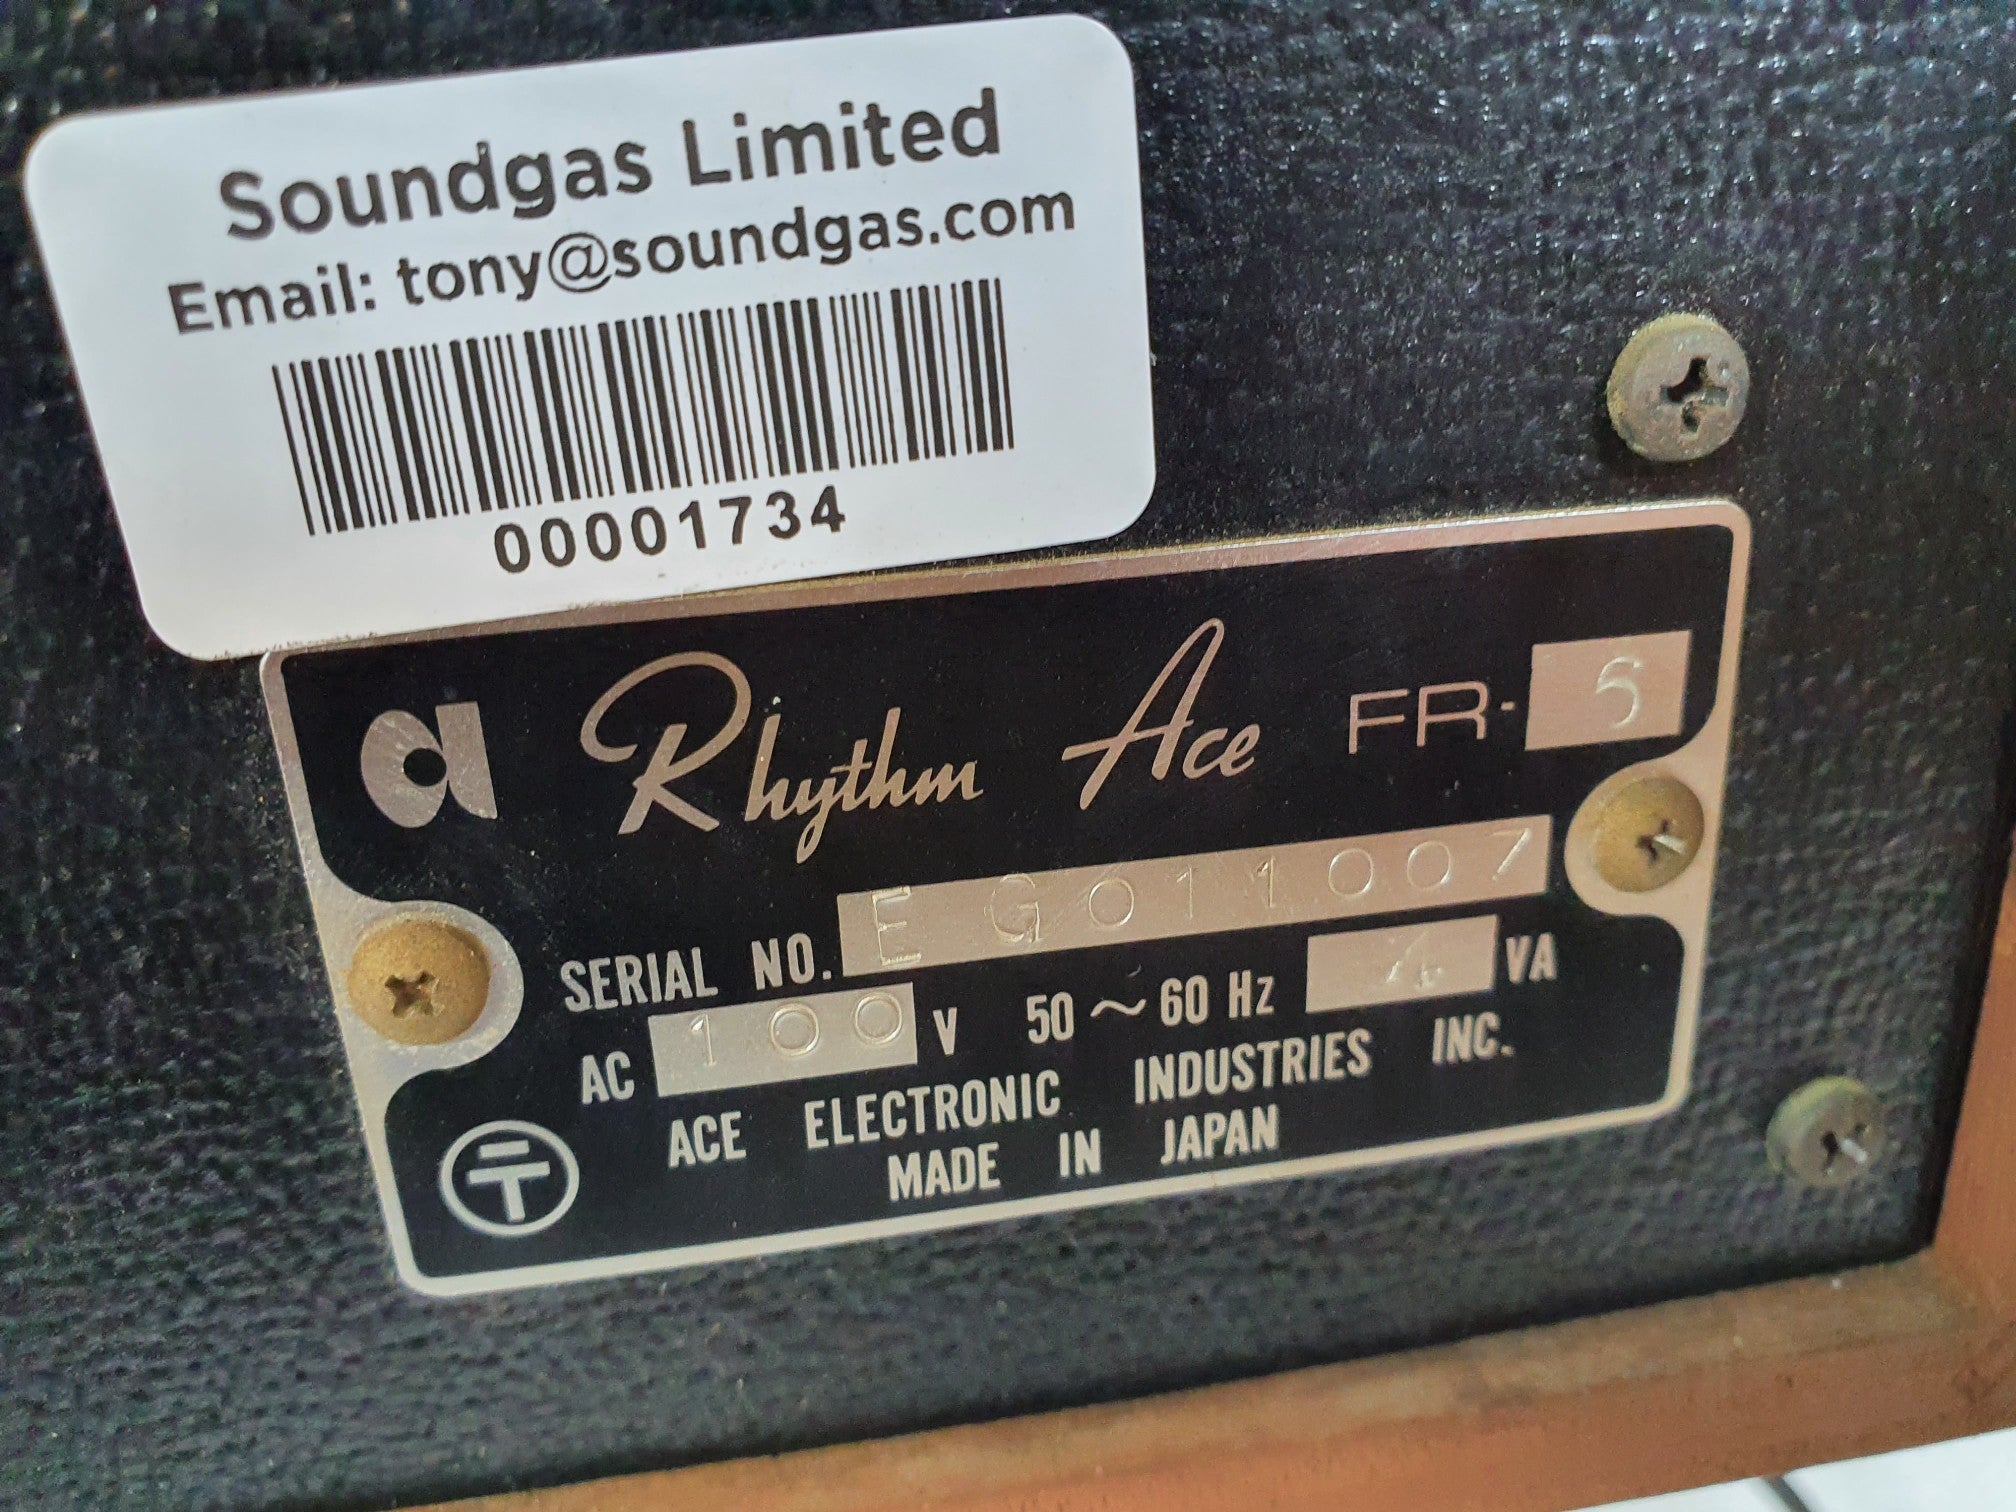 Soundgas Limited
Email: tony@soundgas.com
00001734
a Rhythm Ace FR-6
SERIAL NO. EG011007
AC 100 V 50～60 Hz 4 VA
ACE ELECTRONIC INDUSTRIES INC.
MADE IN JAPAN